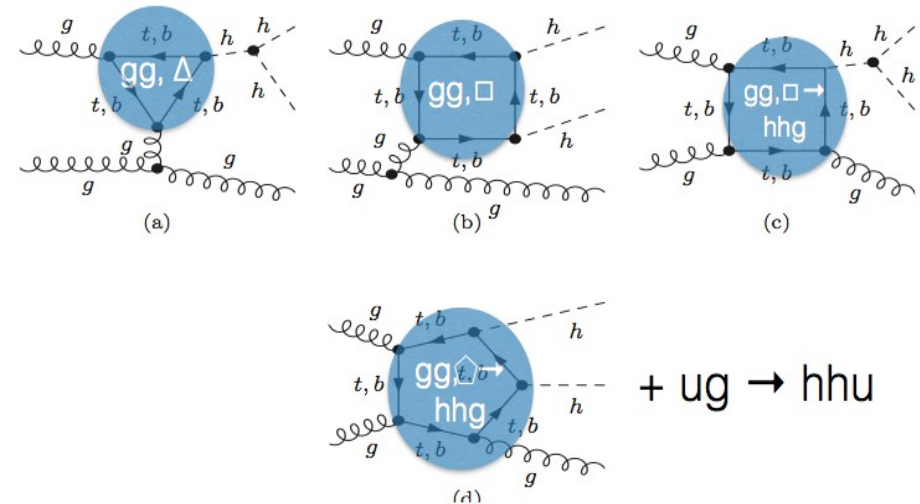 g t, b h
h
gg, Δ
t, b t, b
g
g g
(a)
g t, b h
t, b gg, □ t, b
h
t, b
g
g g
(b)
g t, b h
h
gg, □ →
t, b hhg t, b
g t, b g
(c)
g t, b
h
t, b gg, ⬠ → t, b
hhg
h
g t, b t, b
g
(d)
+ ug → hhu